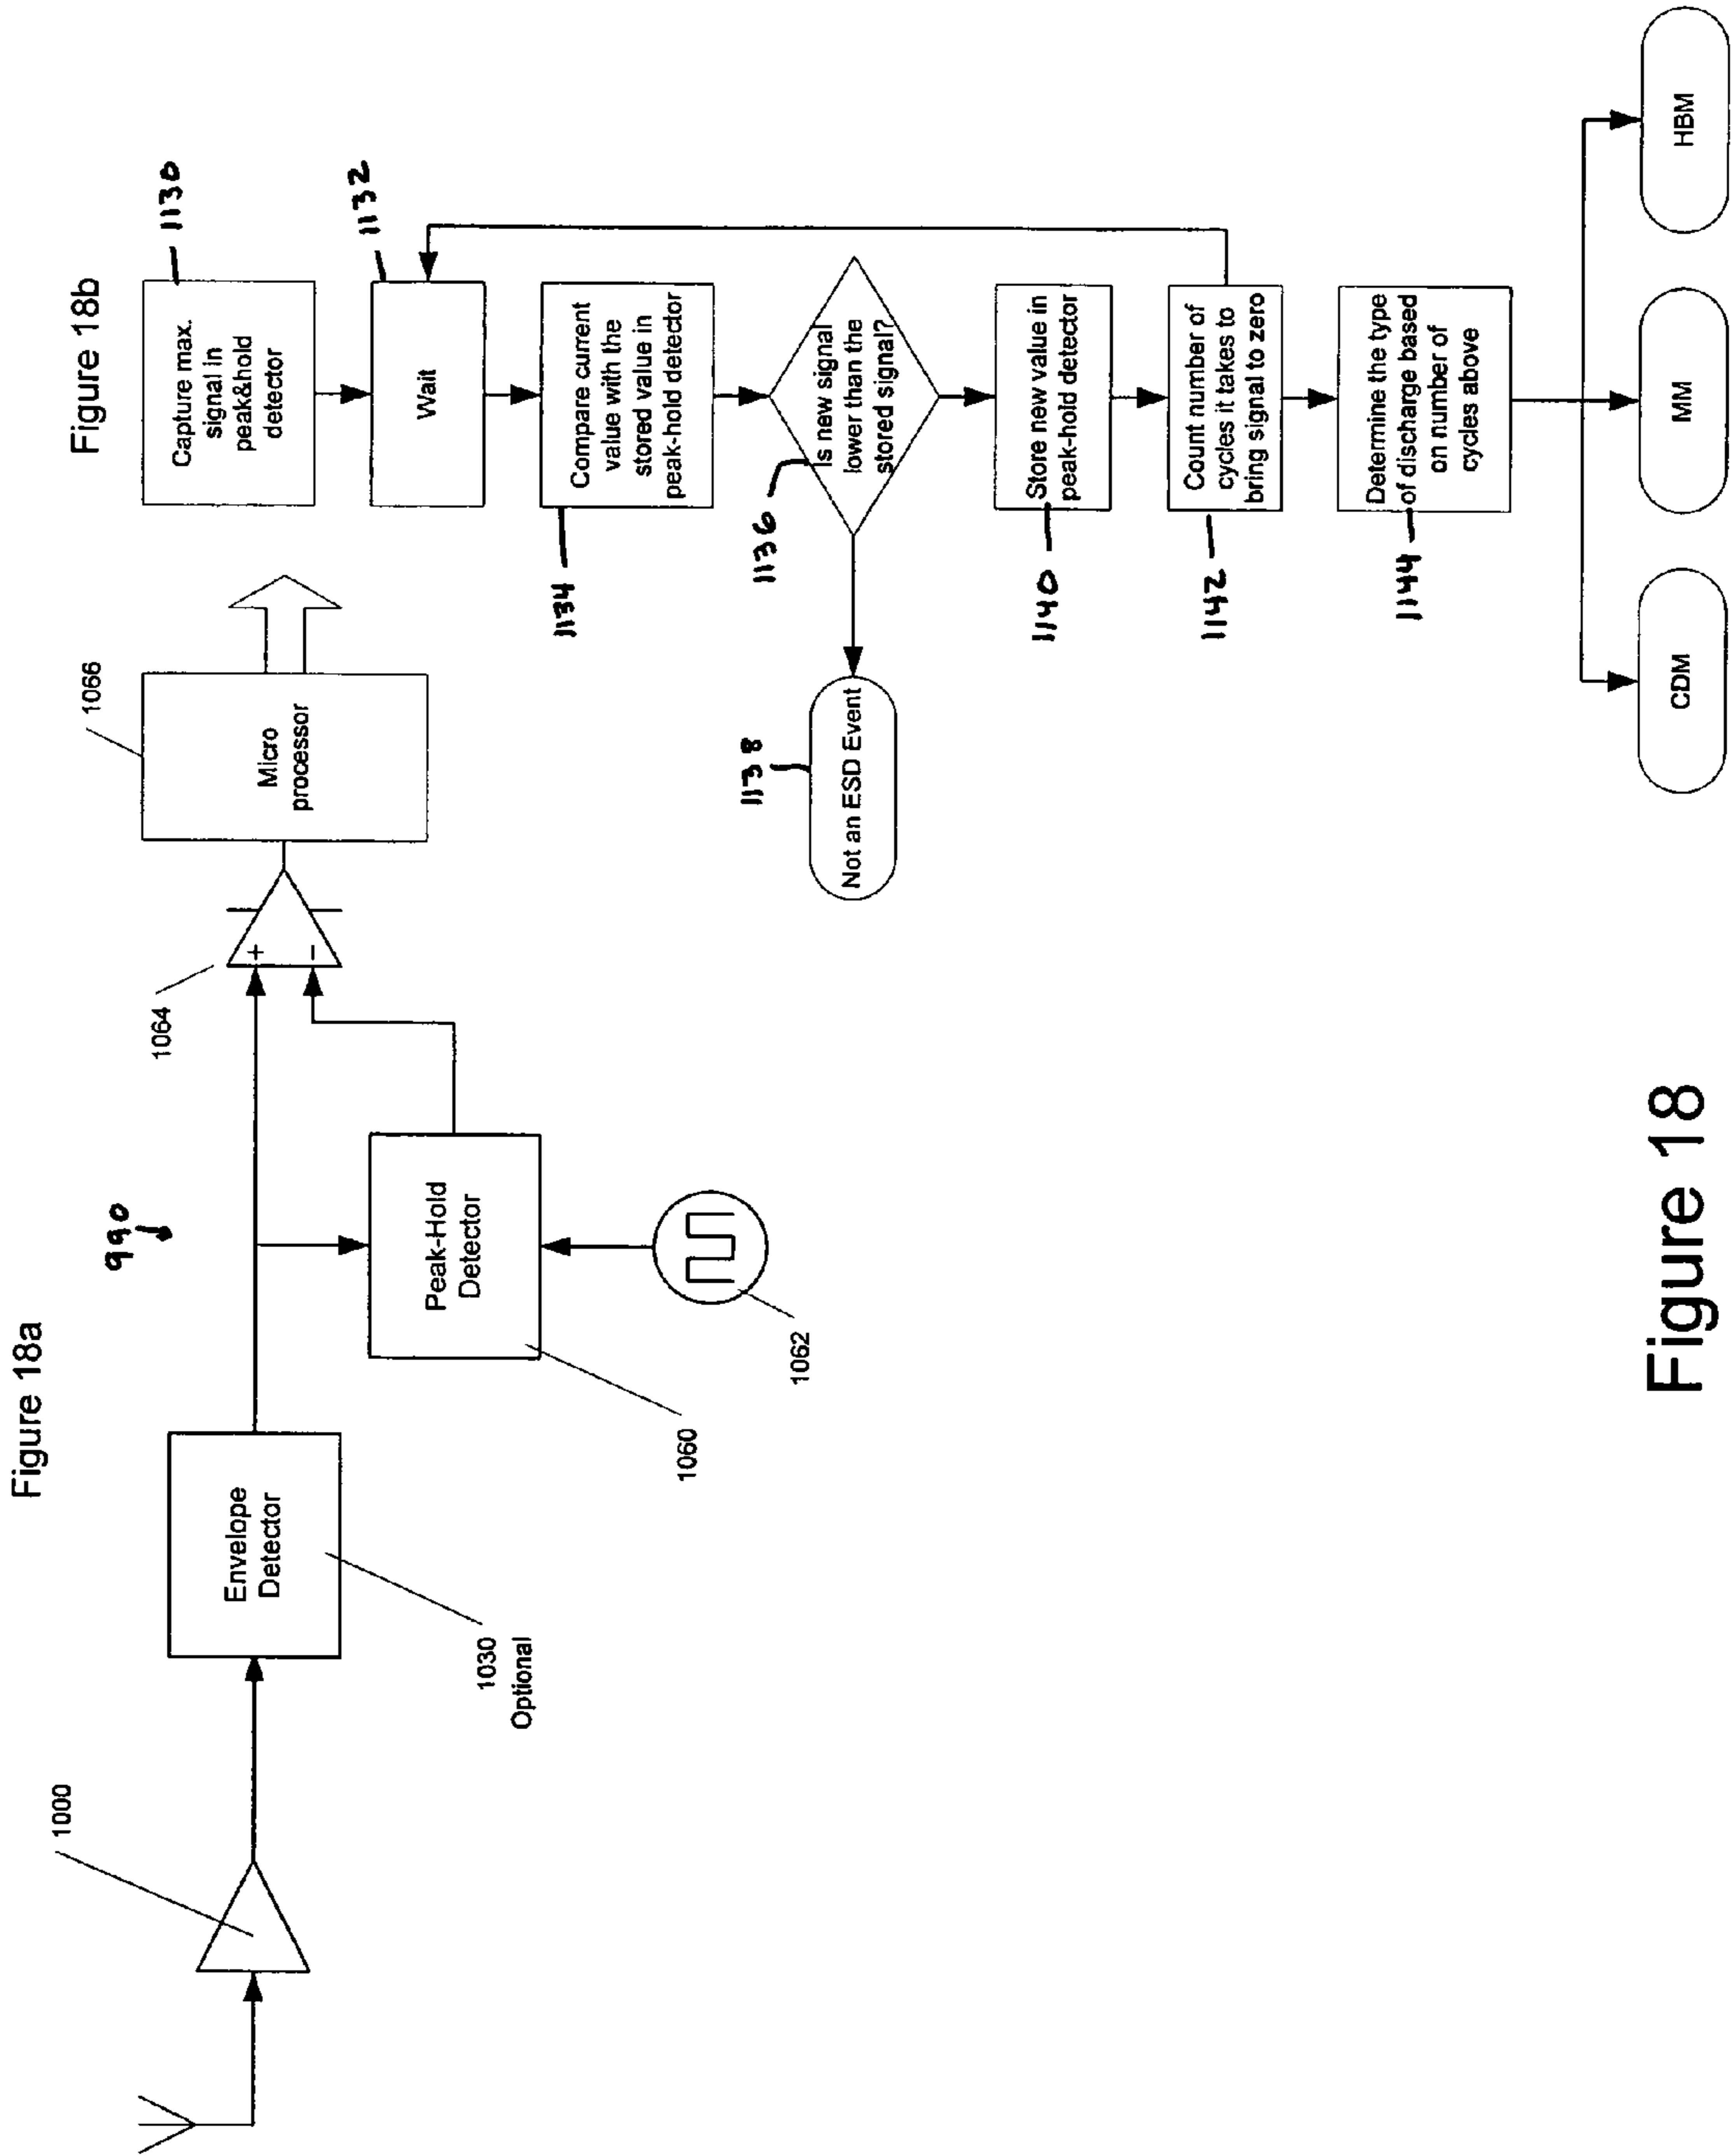 Figure 18a
990
1000
Envelope
Detector
1030
Optional
Peak-Hold
Detector
1060
1062
1064
+
−
Micro
processor
1066
Figure 18b
Capture max.
signal in
peak&hold
detector
1130
Wait
1132
Compare current
value with the
stored value in
peak-hold detector
1134
Is new signal
lower than the
stored signal?
1136
Not an ESD Event
1138
Store new value in
peak-hold detector
1140
Count number of
cycles it takes to
bring signal to zero
1142
Determine the type
of discharge based
on number of
cycles above
1144
CDM
MM
HBM
Figure 18